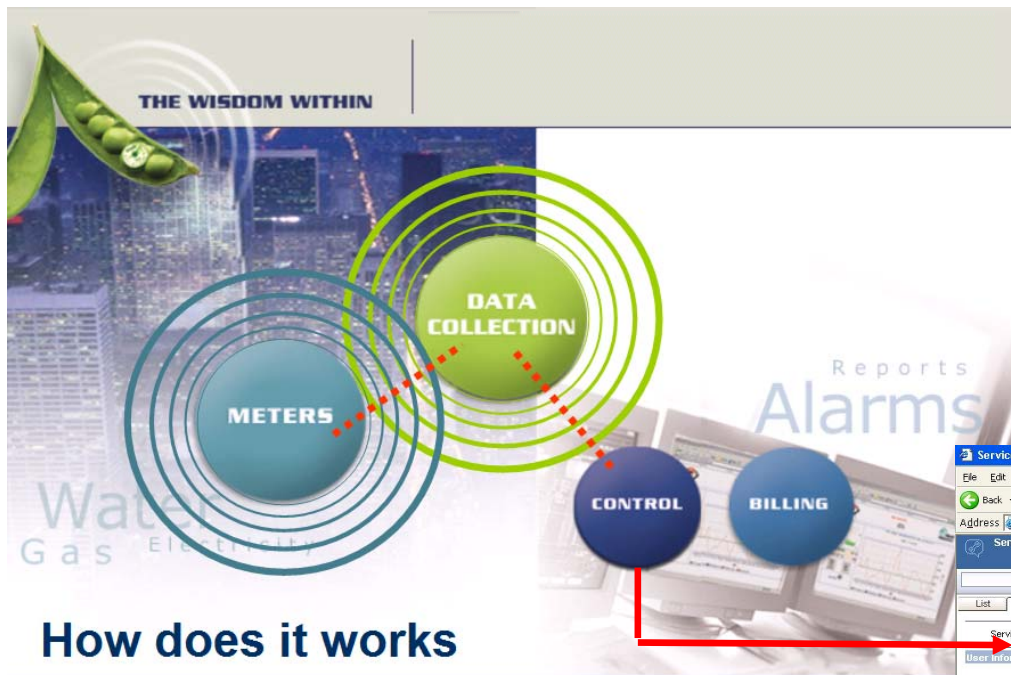 THE WISDOM WITHIN
DATA
COLLECTION
METERS
Reports
Alarms
CONTROL
BILLING
Water
Gas Electricity
File Edit
Back
Address
List
How does it works